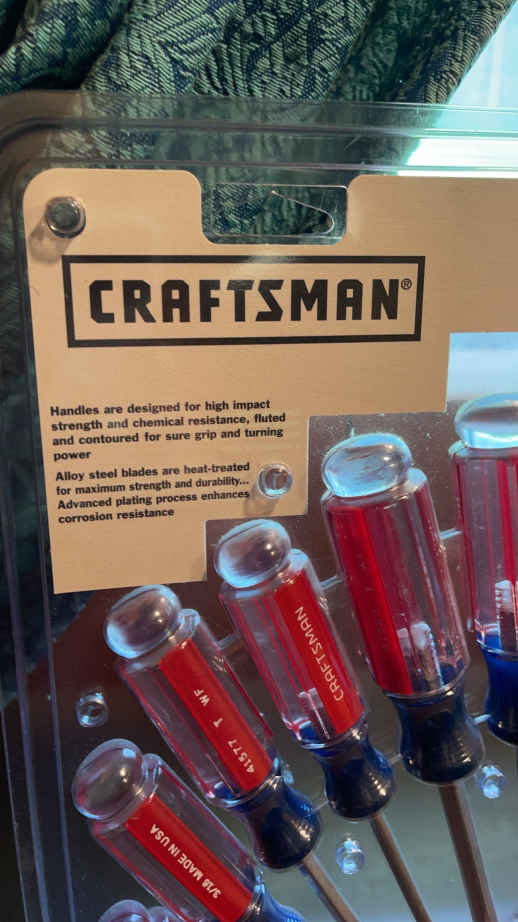 CRAFTSMAN®
Handles are designed for high impact
strength and chemical resistance, fluted
and contoured for sure grip and turning
power
Alloy steel blades are heat-treated
for maximum strength and durability...
Advanced plating process enhances
corrosion resistance
CRAFTSMAN
41577 T WF
3/16 MADE IN USA